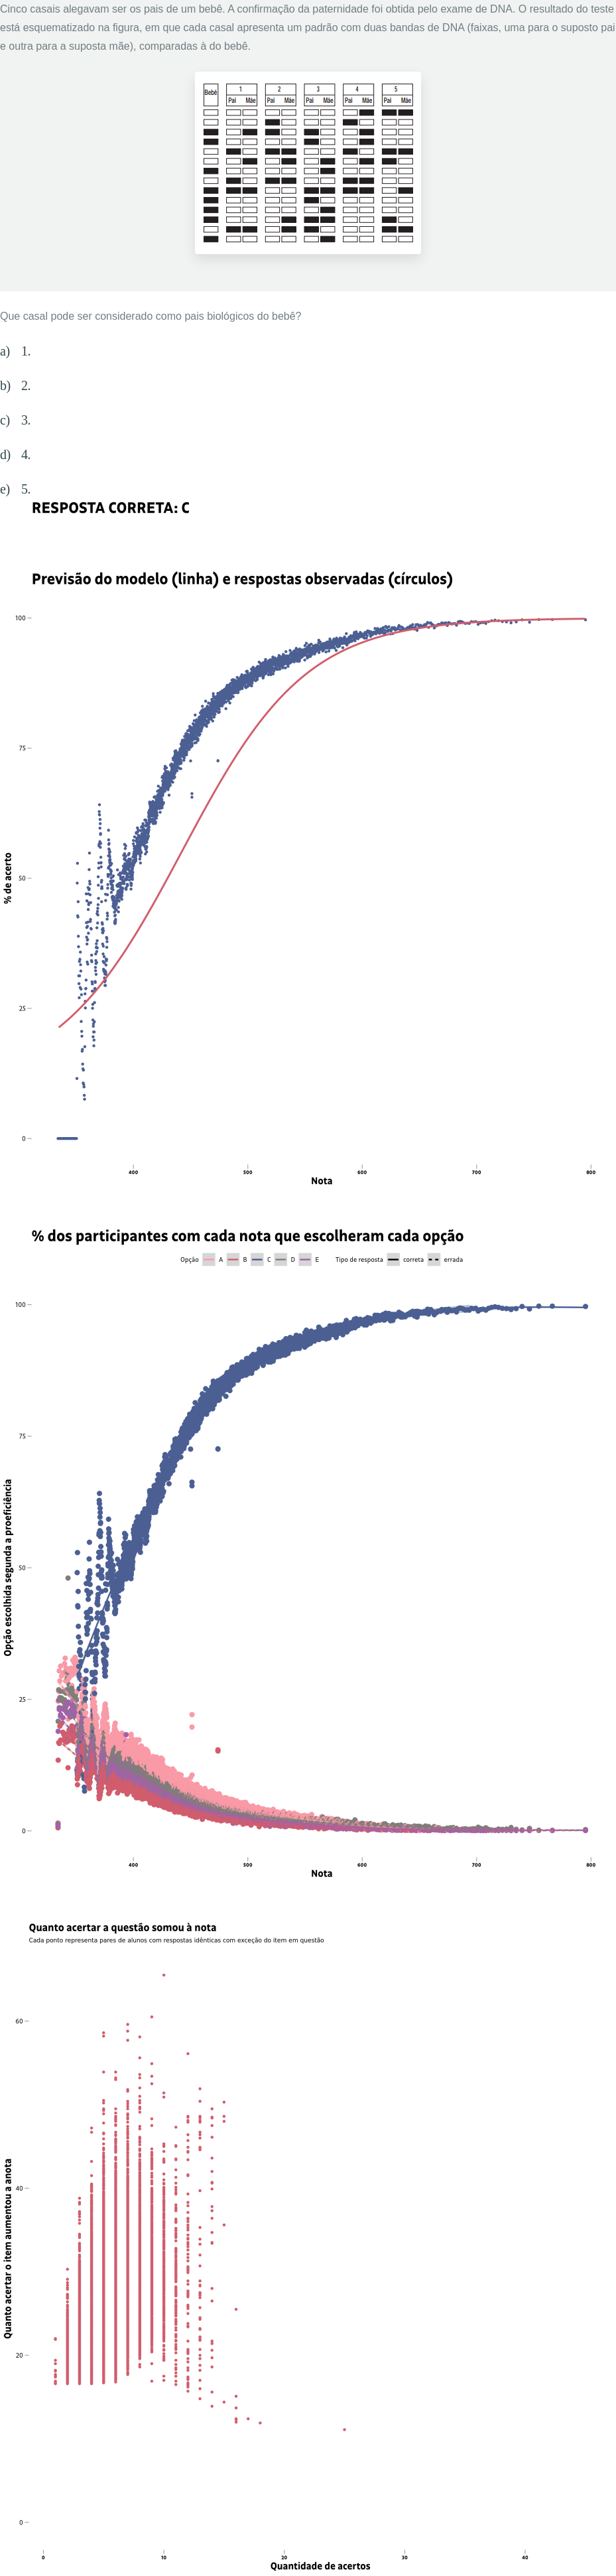 Cinco casais alegavam ser os pais de um bebê. A confirmação da paternidade foi obtida pelo exame de DNA. O resultado do teste
está esquematizado na figura, em que cada casal apresenta um padrão com duas bandas de DNA (faixas, uma para o suposto pai
e outra para a suposta mãe), comparadas à do bebê.
Bebê 1 2 3 4 5
Pai Mãe Pai Mãe Pai Mãe Pai Mãe Pai Mãe
Que casal pode ser considerado como pais biológicos do bebê?
a) 1.
b) 2.
c) 3.
d) 4.
e) 5.
RESPOSTA CORRETA: C
Previsão do modelo (linha) e respostas observadas (círculos)
% de acerto
100
75
50
25
0
400 500 600 700 800
Nota
% dos participantes com cada nota que escolheram cada opção
Opção A B C D E Tipo de resposta correta errada
Opção escolhida segunda a proeficiência
100
75
50
25
0
400 500 600 700 800
Nota
Quanto acertar a questão somou à nota
Cada ponto representa pares de alunos com respostas idênticas com exceção do item em questão
Quanto acertar o item aumentou a anota
60
40
20
0
0 10 20 30 40
Quantidade de acertos